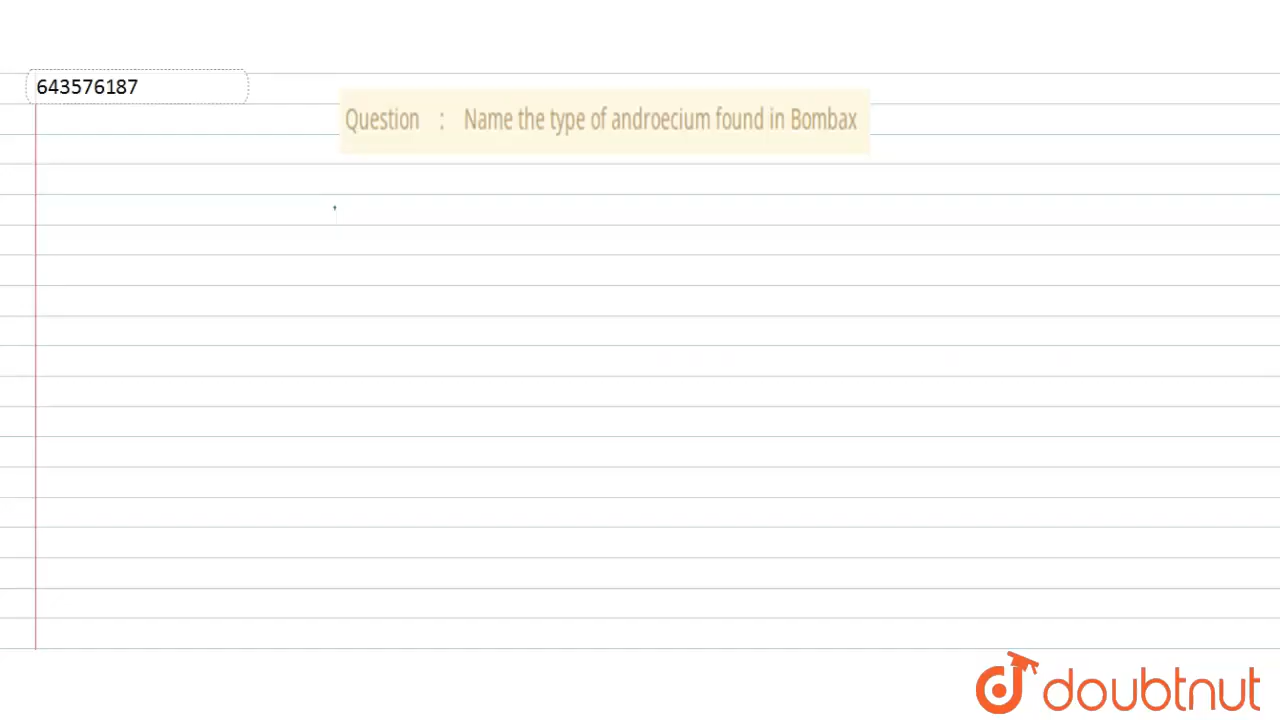 643576187
Question : Name the type of androecium found in Bombax
doubtnut